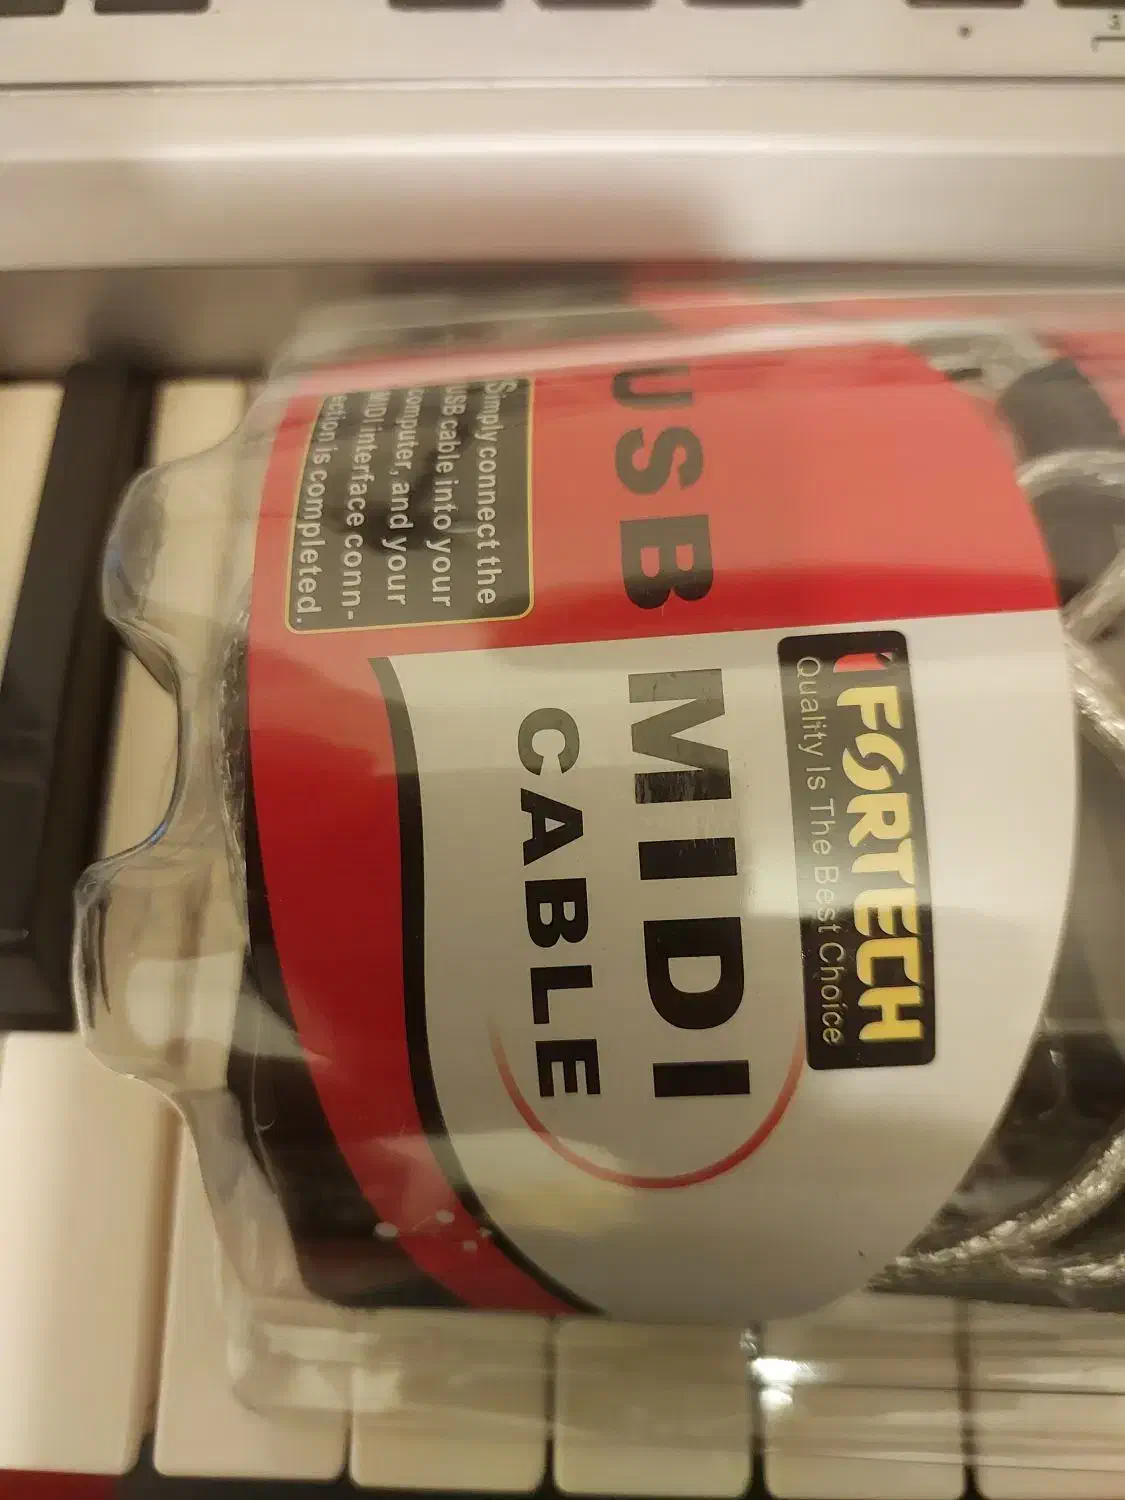 FORTECH
Quality Is The Best Choice
USB MIDI
CABLE
Simply connect the
USB cable into your
computer, and your
MIDI interface conn-
ection is completed.